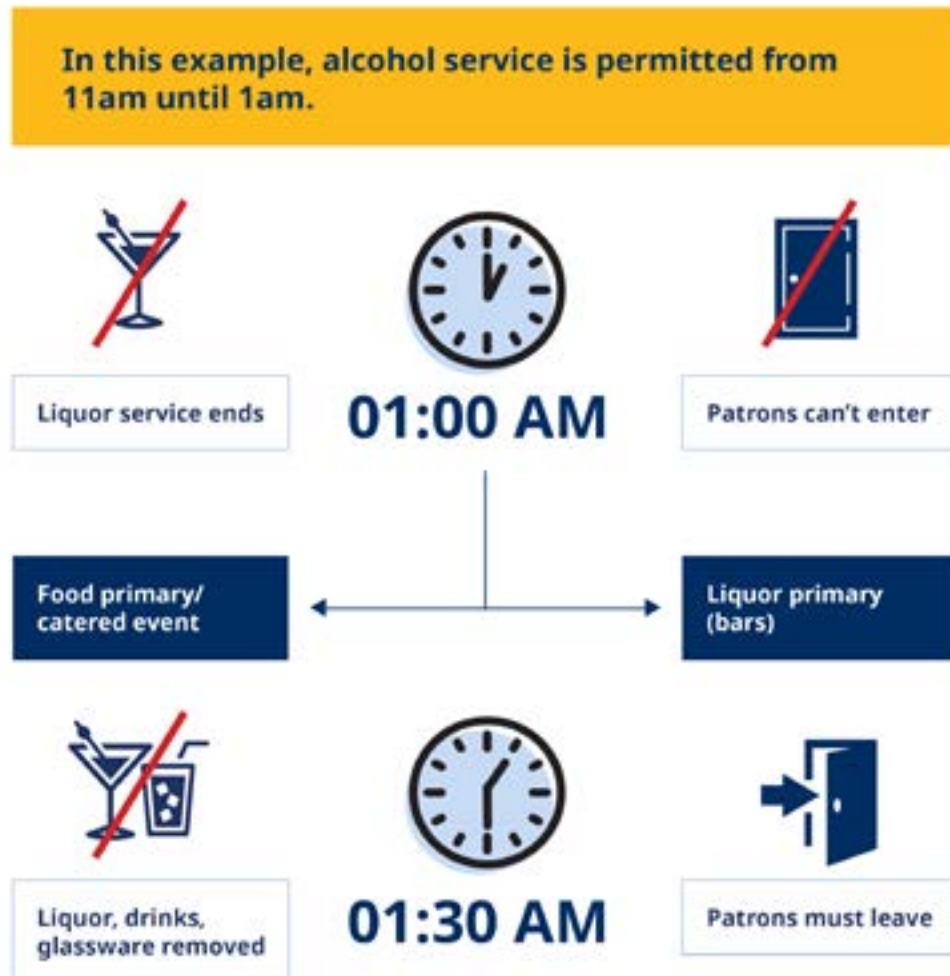 In this example, alcohol service is permitted from
11am until 1am.
Liquor service ends
01:00 AM
Patrons can't enter
Food primary/
catered event
Liquor primary
(bars)
Liquor, drinks,
glassware removed
01:30 AM
Patrons must leave